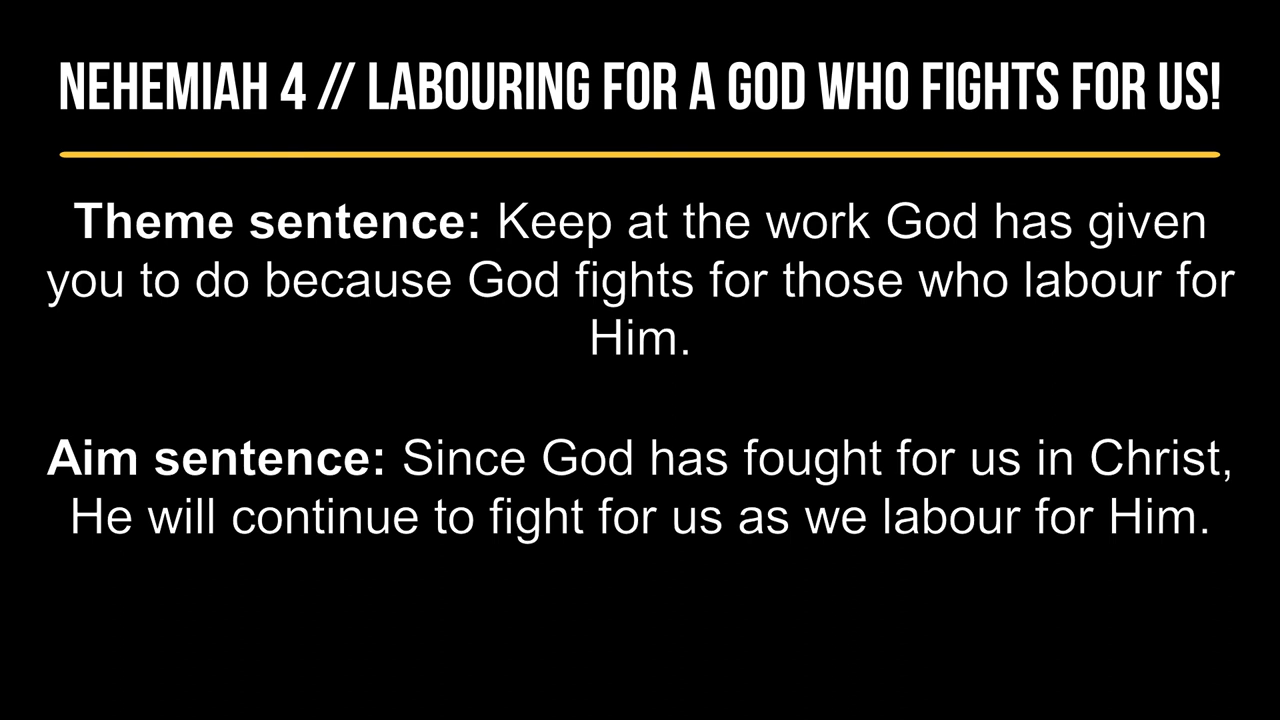 NEHEMIAH 4 // LABOURING FOR A GOD WHO FIGHTS FOR US!
Theme sentence: Keep at the work God has given
you to do because God fights for those who labour for
Him.
Aim sentence: Since God has fought for us in Christ,
He will continue to fight for us as we labour for Him.